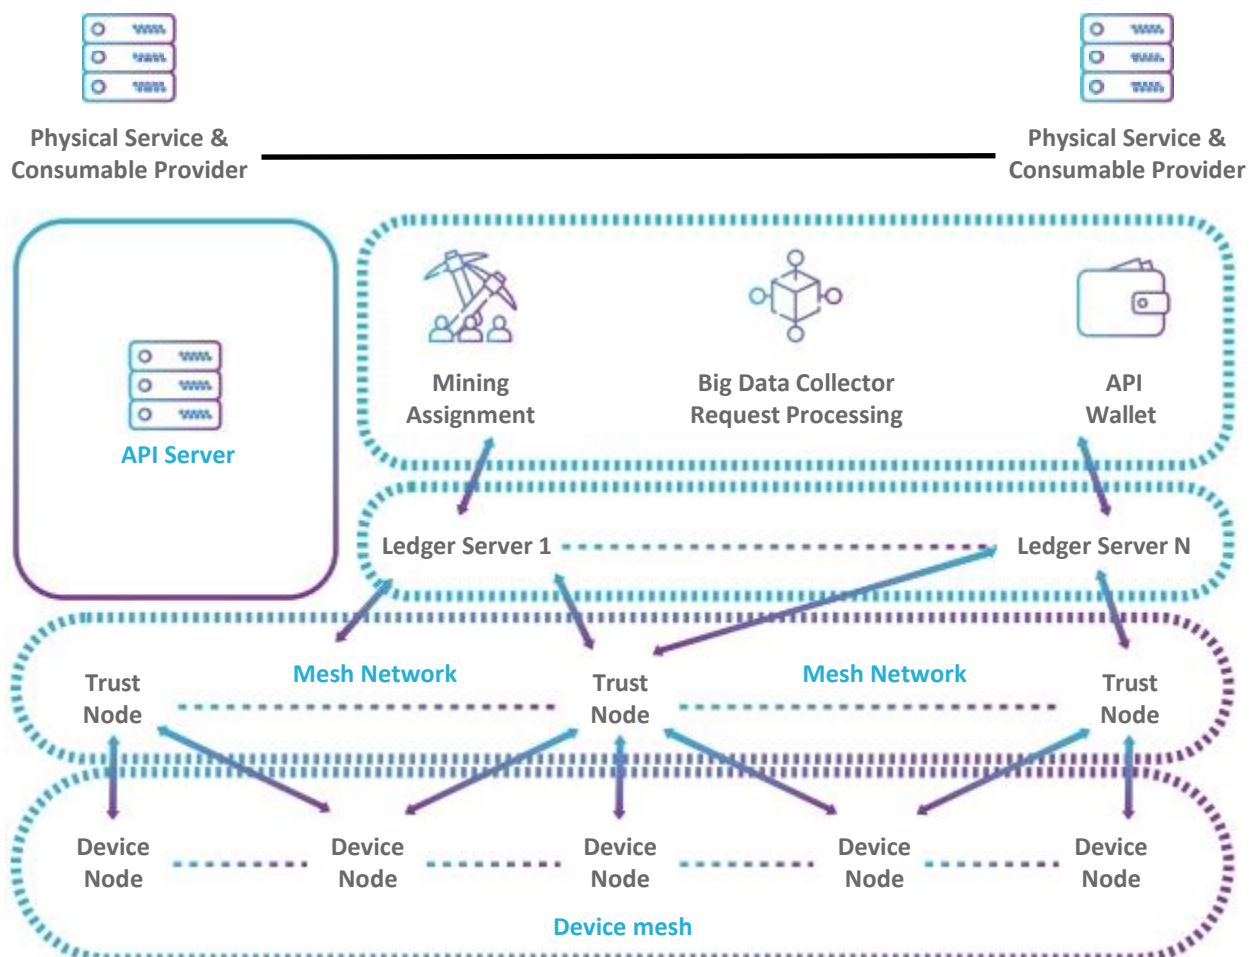 Physical Service &
Consumable Provider
Physical Service &
Consumable Provider
API Server
Mining
Assignment
Big Data Collector
Request Processing
API
Wallet
Ledger Server 1
Ledger Server N
Mesh Network
Mesh Network
Trust
Node
Trust
Node
Trust
Node
Device
Node
Device
Node
Device
Node
Device
Node
Device
Node
Device mesh